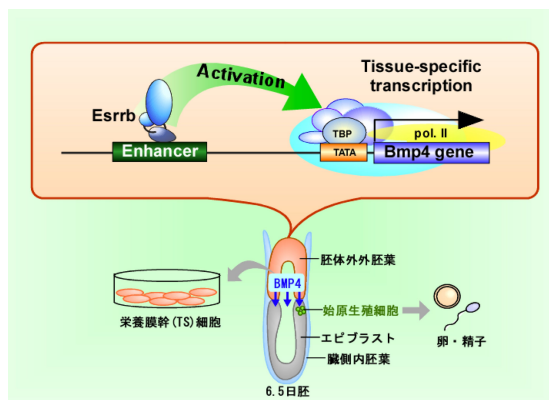 Activation
Tissue-specific
transcription
Esrrb
TBP
pol. II
Enhancer
TATA
Bmp4 gene
胚体外外胚葉
BMP4
始原生殖細胞
栄養膜幹(TS)細胞
エピブラスト
卵・精子
臓側内胚葉
6.5日胚